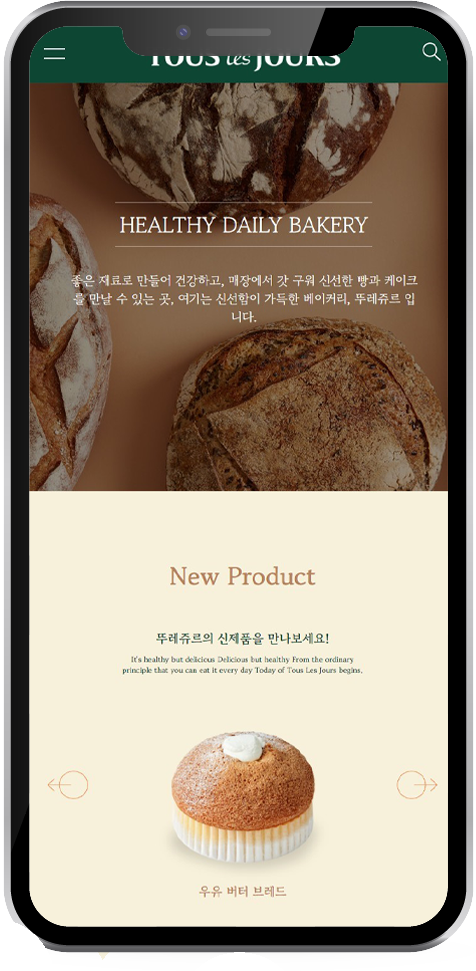 TOUS les JOURS
HEALTHY DAILY BAKERY
좋은 재료로 만들어 건강하고, 매장에서 갓 구워 신선한 빵과 케이크
를 만날 수 있는 곳, 여기는 신선함이 가득한 베이커리, 뚜레쥬르 입
니다.
New Product
뚜레쥬르의 신제품을 만나보세요!
It's healthy but delicious Delicious but healthy From the ordinary
principle that you can eat it every day Today of Tous Les Jours begins.
우유 버터 브레드